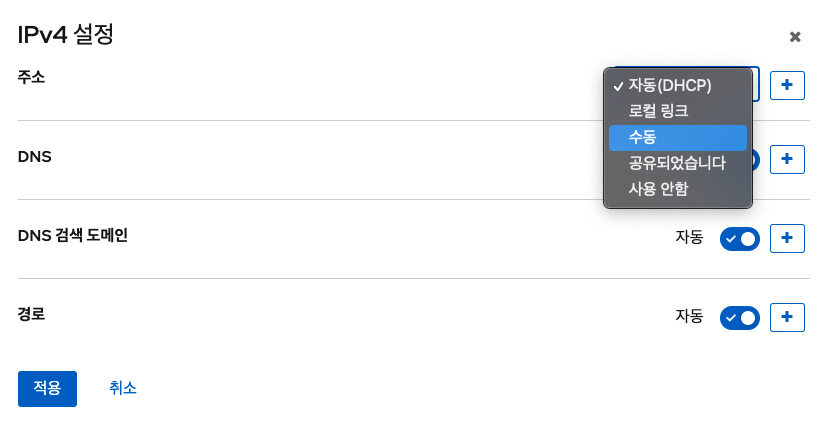 IPv4 설정
주소
자동(DHCP)
로컬 링크
수동
공유되었습니다
사용 안함
DNS
DNS 검색 도메인
자동
경로
자동
적용
취소